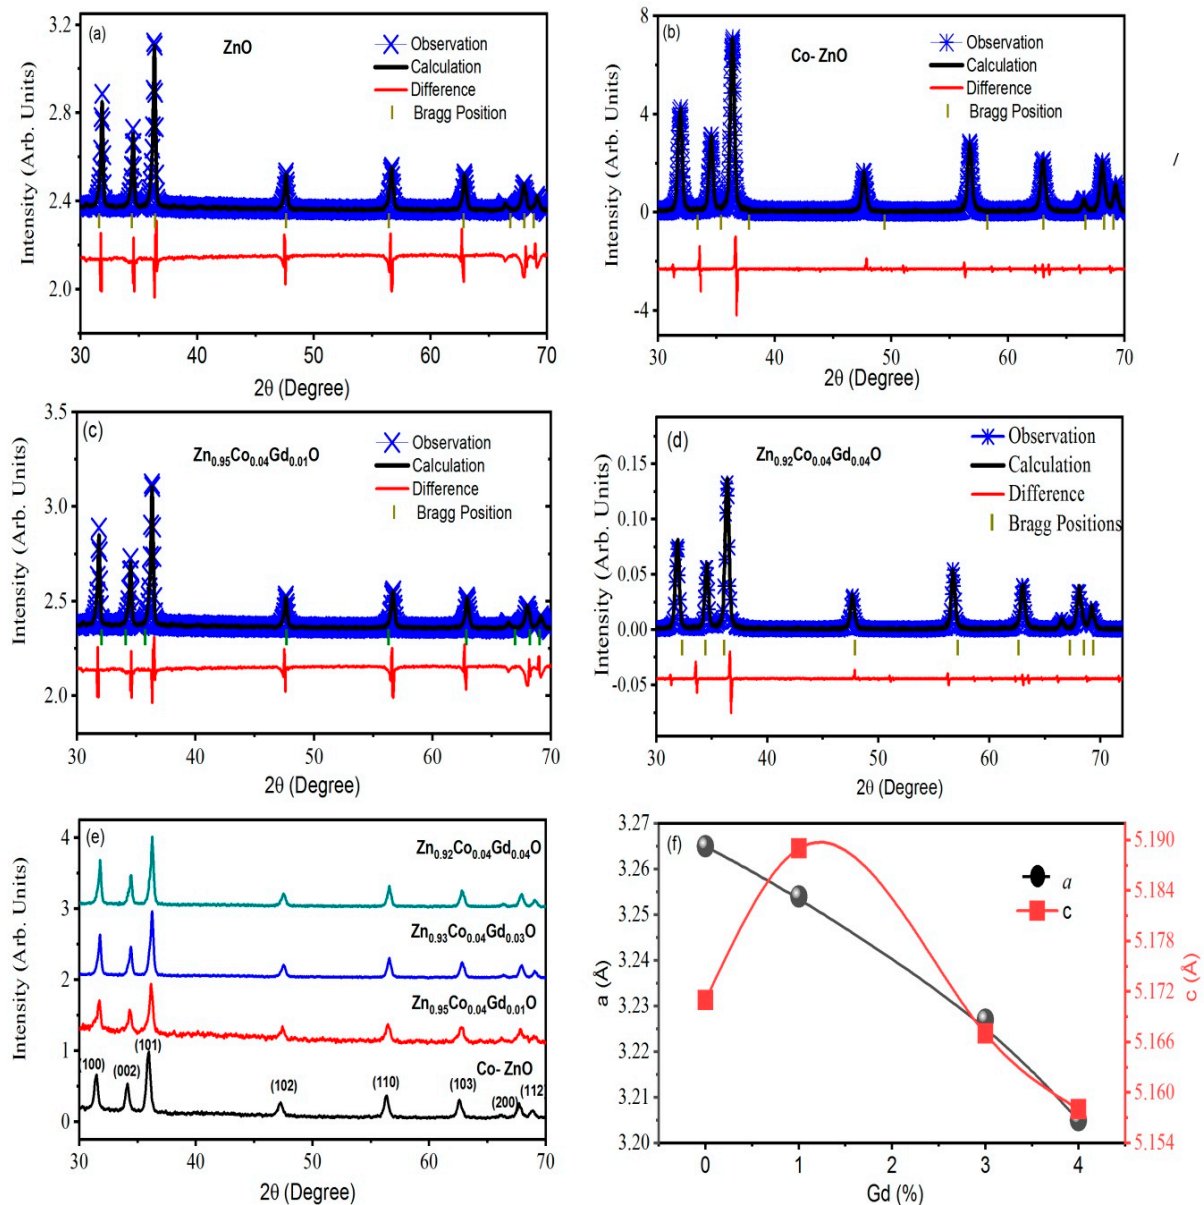 (a)
ZnO
Observation
Calculation
Difference
Bragg Position
3.2
2.8
2.4
2.0
Intensity (Arb. Units)
30 40 50 60 70
2θ (Degree)
(b)
Co- ZnO
Observation
Calculation
Difference
Bragg Position
8
4
0
-4
Intensity (Arb. Units)
30 35 40 45 50 55 60 65 70
2θ (Degree)
/
(c)
Zn0.95Co0.04Gd0.01O
Observation
Calculation
Difference
Bragg Position
3.5
3.0
2.5
2.0
Intensity (Arb. Units)
30 40 50 60 70
2θ (Degree)
(d)
Zn0.92Co0.04Gd0.04O
Observation
Calculation
Difference
Bragg Positions
0.15
0.10
0.05
0.00
-0.05
Intensity (Arb. Units)
30 40 50 60 70
2θ (Degree)
(e)
Zn0.92Co0.04Gd0.04O
Zn0.93Co0.04Gd0.03O
Zn0.95Co0.04Gd0.01O
Co- ZnO
(100)
(002)
(101)
(102)
(110)
(103)
(200)
(112
4
3
2
1
0
Intensity (Arb. Units)
30 40 50 60 70
2θ (Degree)
(f)
a
c
3.27
3.26
3.25
3.24
3.23
3.22
3.21
3.20
a (Å)
5.190
5.184
5.178
5.172
5.166
5.160
5.154
c (Å)
0 1 2 3 4
Gd (%)